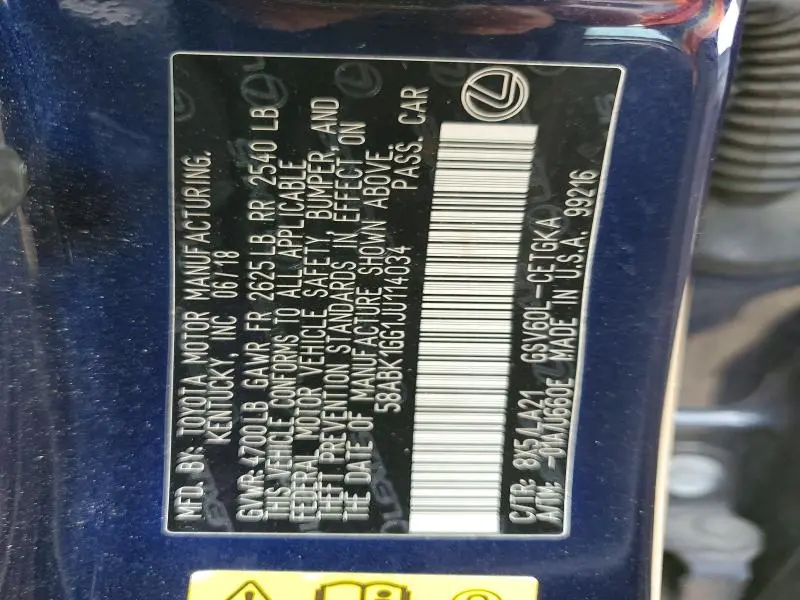 MFD. BY: TOYOTA MOTOR MANUFACTURING,
KENTUCKY, INC 06/18
GVWR 4700LB GAWR FR 2625LB RR 2540 LB
THIS VEHICLE CONFORMS TO ALL APPLICABLE
FEDERAL MOTOR VEHICLE SAFETY, BUMPER, AND
THEFT PREVENTION STANDARDS IN EFFECT ON
THE DATE OF MANUFACTURE SHOWN ABOVE.
58ABK1GG1JU114034 PASS. CAR
C/TR: 8X5/LA21 GSV60L-CETGKA
A/TM: -01A/U660E MADE IN U.S.A. 99216